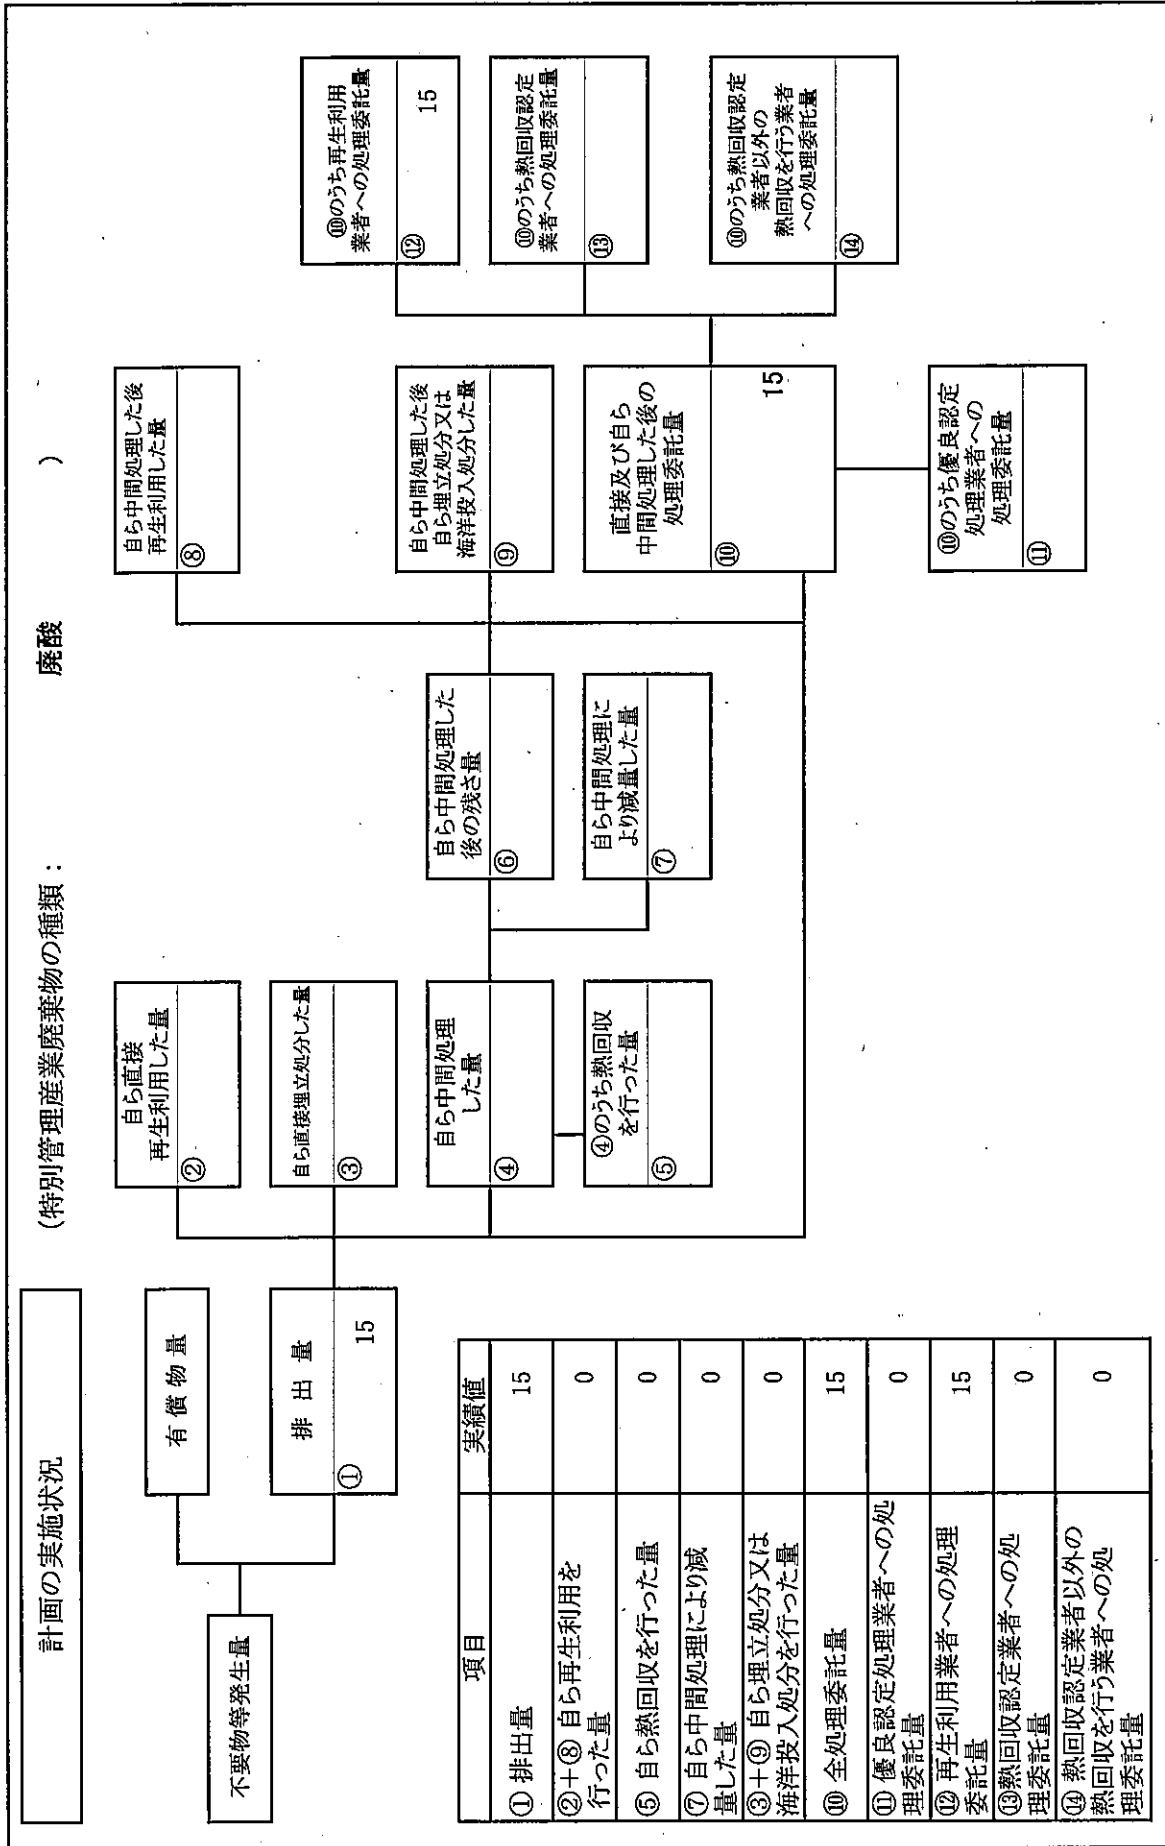 計画の実施状況
(特別管理産業廃棄物の種類： 廃酸 )
不要物等発生量
有償物量
排出量
① 15
自ら直接
再生利用した量
②
自ら直接埋立処分した量
③
自ら中間処理
した量
④
④のうち熱回収
を行った量
⑤
自ら中間処理した
後の残さ量
⑥
自ら中間処理に
より減量した量
⑦
自ら中間処理した後
再生利用した量
⑧
自ら中間処理した後
自ら埋立処分又は
海洋投入処分した量
⑨
直接及び自ら
中間処理した後の
処理委託量
⑩ 15
⑩のうち優良認定
処理業者への
処理委託量
⑪
⑩のうち再生利用
業者への処理委託量
⑫ 15
⑩のうち熱回収認定
業者への処理委託量
⑬
⑩のうち熱回収認定
業者以外の
熱回収を行う業者
への処理委託量
⑭
項目 実績値
① 排出量 15
②＋⑧ 自ら再生利用を
行った量 0
⑤ 自ら熱回収を行った量 0
⑦ 自ら中間処理により減
量した量 0
③＋⑨ 自ら埋立処分又は
海洋投入処分を行った量 0
⑩ 全処理委託量 15
⑪ 優良認定処理業者への処
理委託量 0
⑫ 再生利用業者への処理
委託量 15
⑬熱回収認定業者への処
理委託量 0
⑭ 熱回収認定業者以外の
熱回収を行う業者への処
理委託量 0